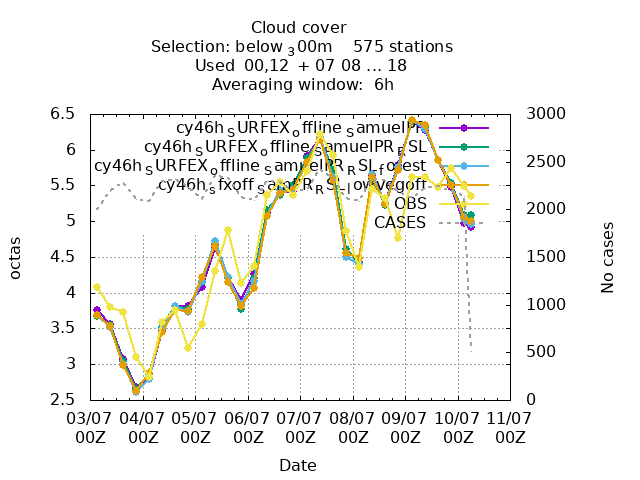 Cloud cover
Selection: below ₃00m 575 stations
Used 00,12 + 07 08 ... 18
Averaging window: 6h
cy46hₛURFEXₒfflineₛamuelPR
cy46hₛURFEXₒfflineₛamuelPRᵣSL
cy46hₛURFEXₒfflineₛamuelPRᵣSLforest
CASES
OBS
octas
No cases
6.5
6
5.5
5
4.5
4
3.5
3
2.5
3000
2500
2000
1500
1000
500
0
03/07 00Z
04/07 00Z
05/07 00Z
06/07 00Z
07/07 00Z
08/07 00Z
09/07 00Z
10/07 00Z
11/07 00Z
Date